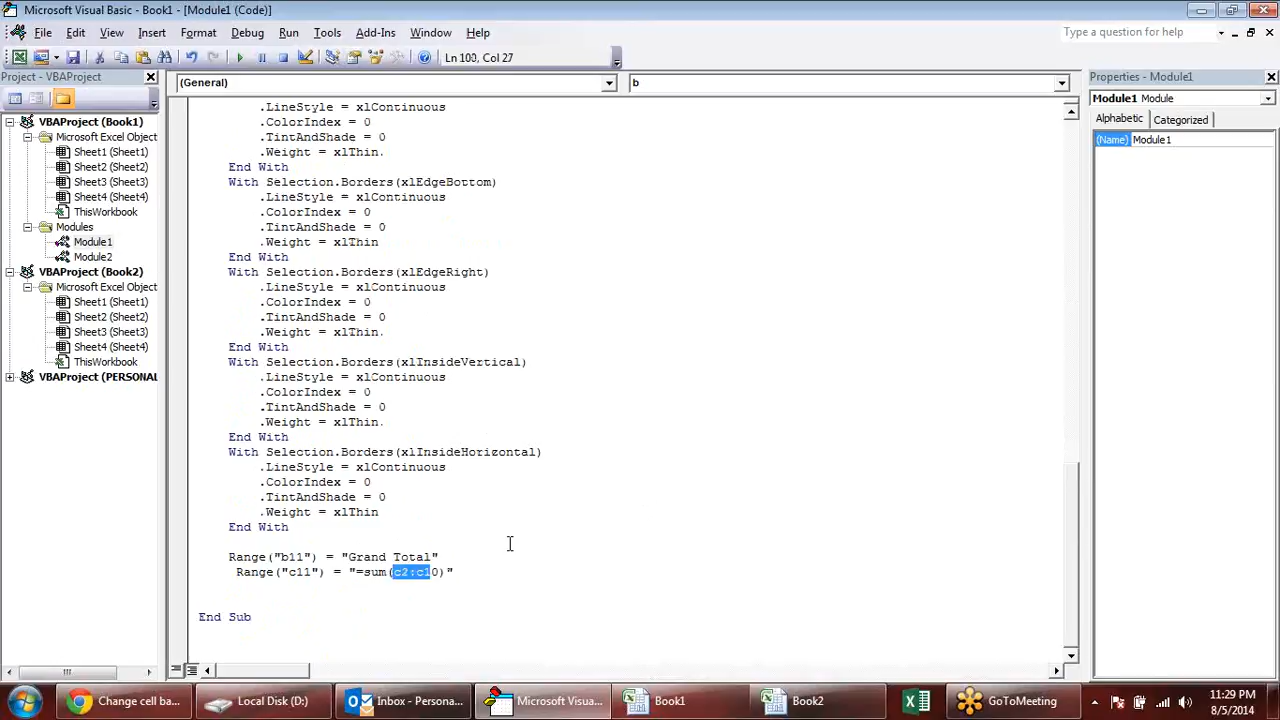 Microsoft Visual Basic - Book1 - [Module1 (Code)]
File Edit View Insert Format Debug Run Tools Add-Ins Window Help
Type a question for help
Ln 100, Col 27
Project - VBAProject
(General)
b
Properties - Module1
Module1 Module
Alphabetic Categorized
(Name) Module1
VBAProject (Book1)
Microsoft Excel Object
Sheet1 (Sheet1)
Sheet2 (Sheet2)
Sheet3 (Sheet3)
Sheet4 (Sheet4)
ThisWorkbook
Modules
Module1
Module2
VBAProject (Book2)
Microsoft Excel Object
Sheet1 (Sheet1)
Sheet2 (Sheet2)
Sheet3 (Sheet3)
Sheet4 (Sheet4)
ThisWorkbook
VBAProject (PERSONAL
.LineStyle = xlContinuous
.ColorIndex = 0
.TintAndShade = 0
.Weight = xlThin
End With
With Selection.Borders(xlEdgeBottom)
.LineStyle = xlContinuous
.ColorIndex = 0
.TintAndShade = 0
.Weight = xlThin
End With
With Selection.Borders(xlEdgeRight)
.LineStyle = xlContinuous
.ColorIndex = 0
.TintAndShade = 0
.Weight = xlThin
End With
With Selection.Borders(xlInsideVertical)
.LineStyle = xlContinuous
.ColorIndex = 0
.TintAndShade = 0
.Weight = xlThin
End With
With Selection.Borders(xlInsideHorizontal)
.LineStyle = xlContinuous
.ColorIndex = 0
.TintAndShade = 0
.Weight = xlThin
End With
Range("b11") = "Grand Total"
Range("c11") = "=sum(c2:c10)"
End Sub
Change cell ba...
Local Disk (D:)
Inbox - Persona...
Microsoft Visua...
Book1
Book2
GoToMeeting
11:29 PM
8/5/2014